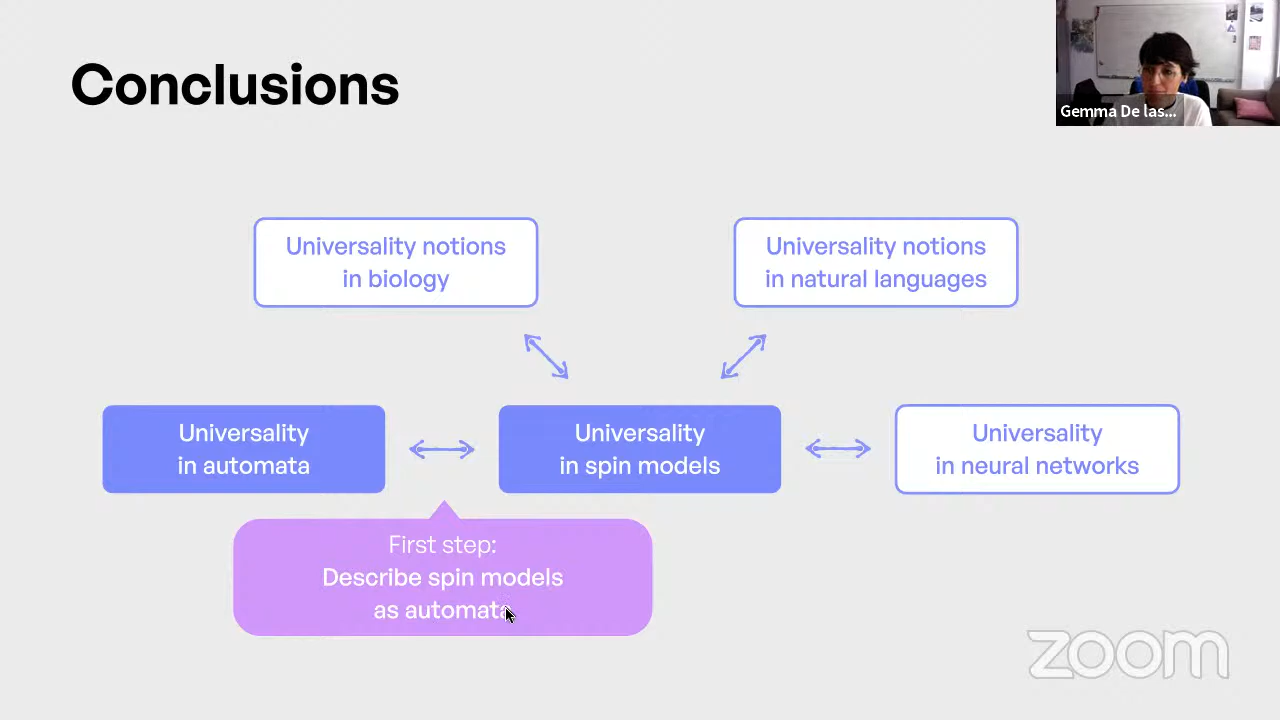 Conclusions
Gemma De las...
Universality notions
in biology
Universality notions
in natural languages
Universality
in automata
Universality
in spin models
Universality
in neural networks
First step:
Describe spin models
as automata
zoom